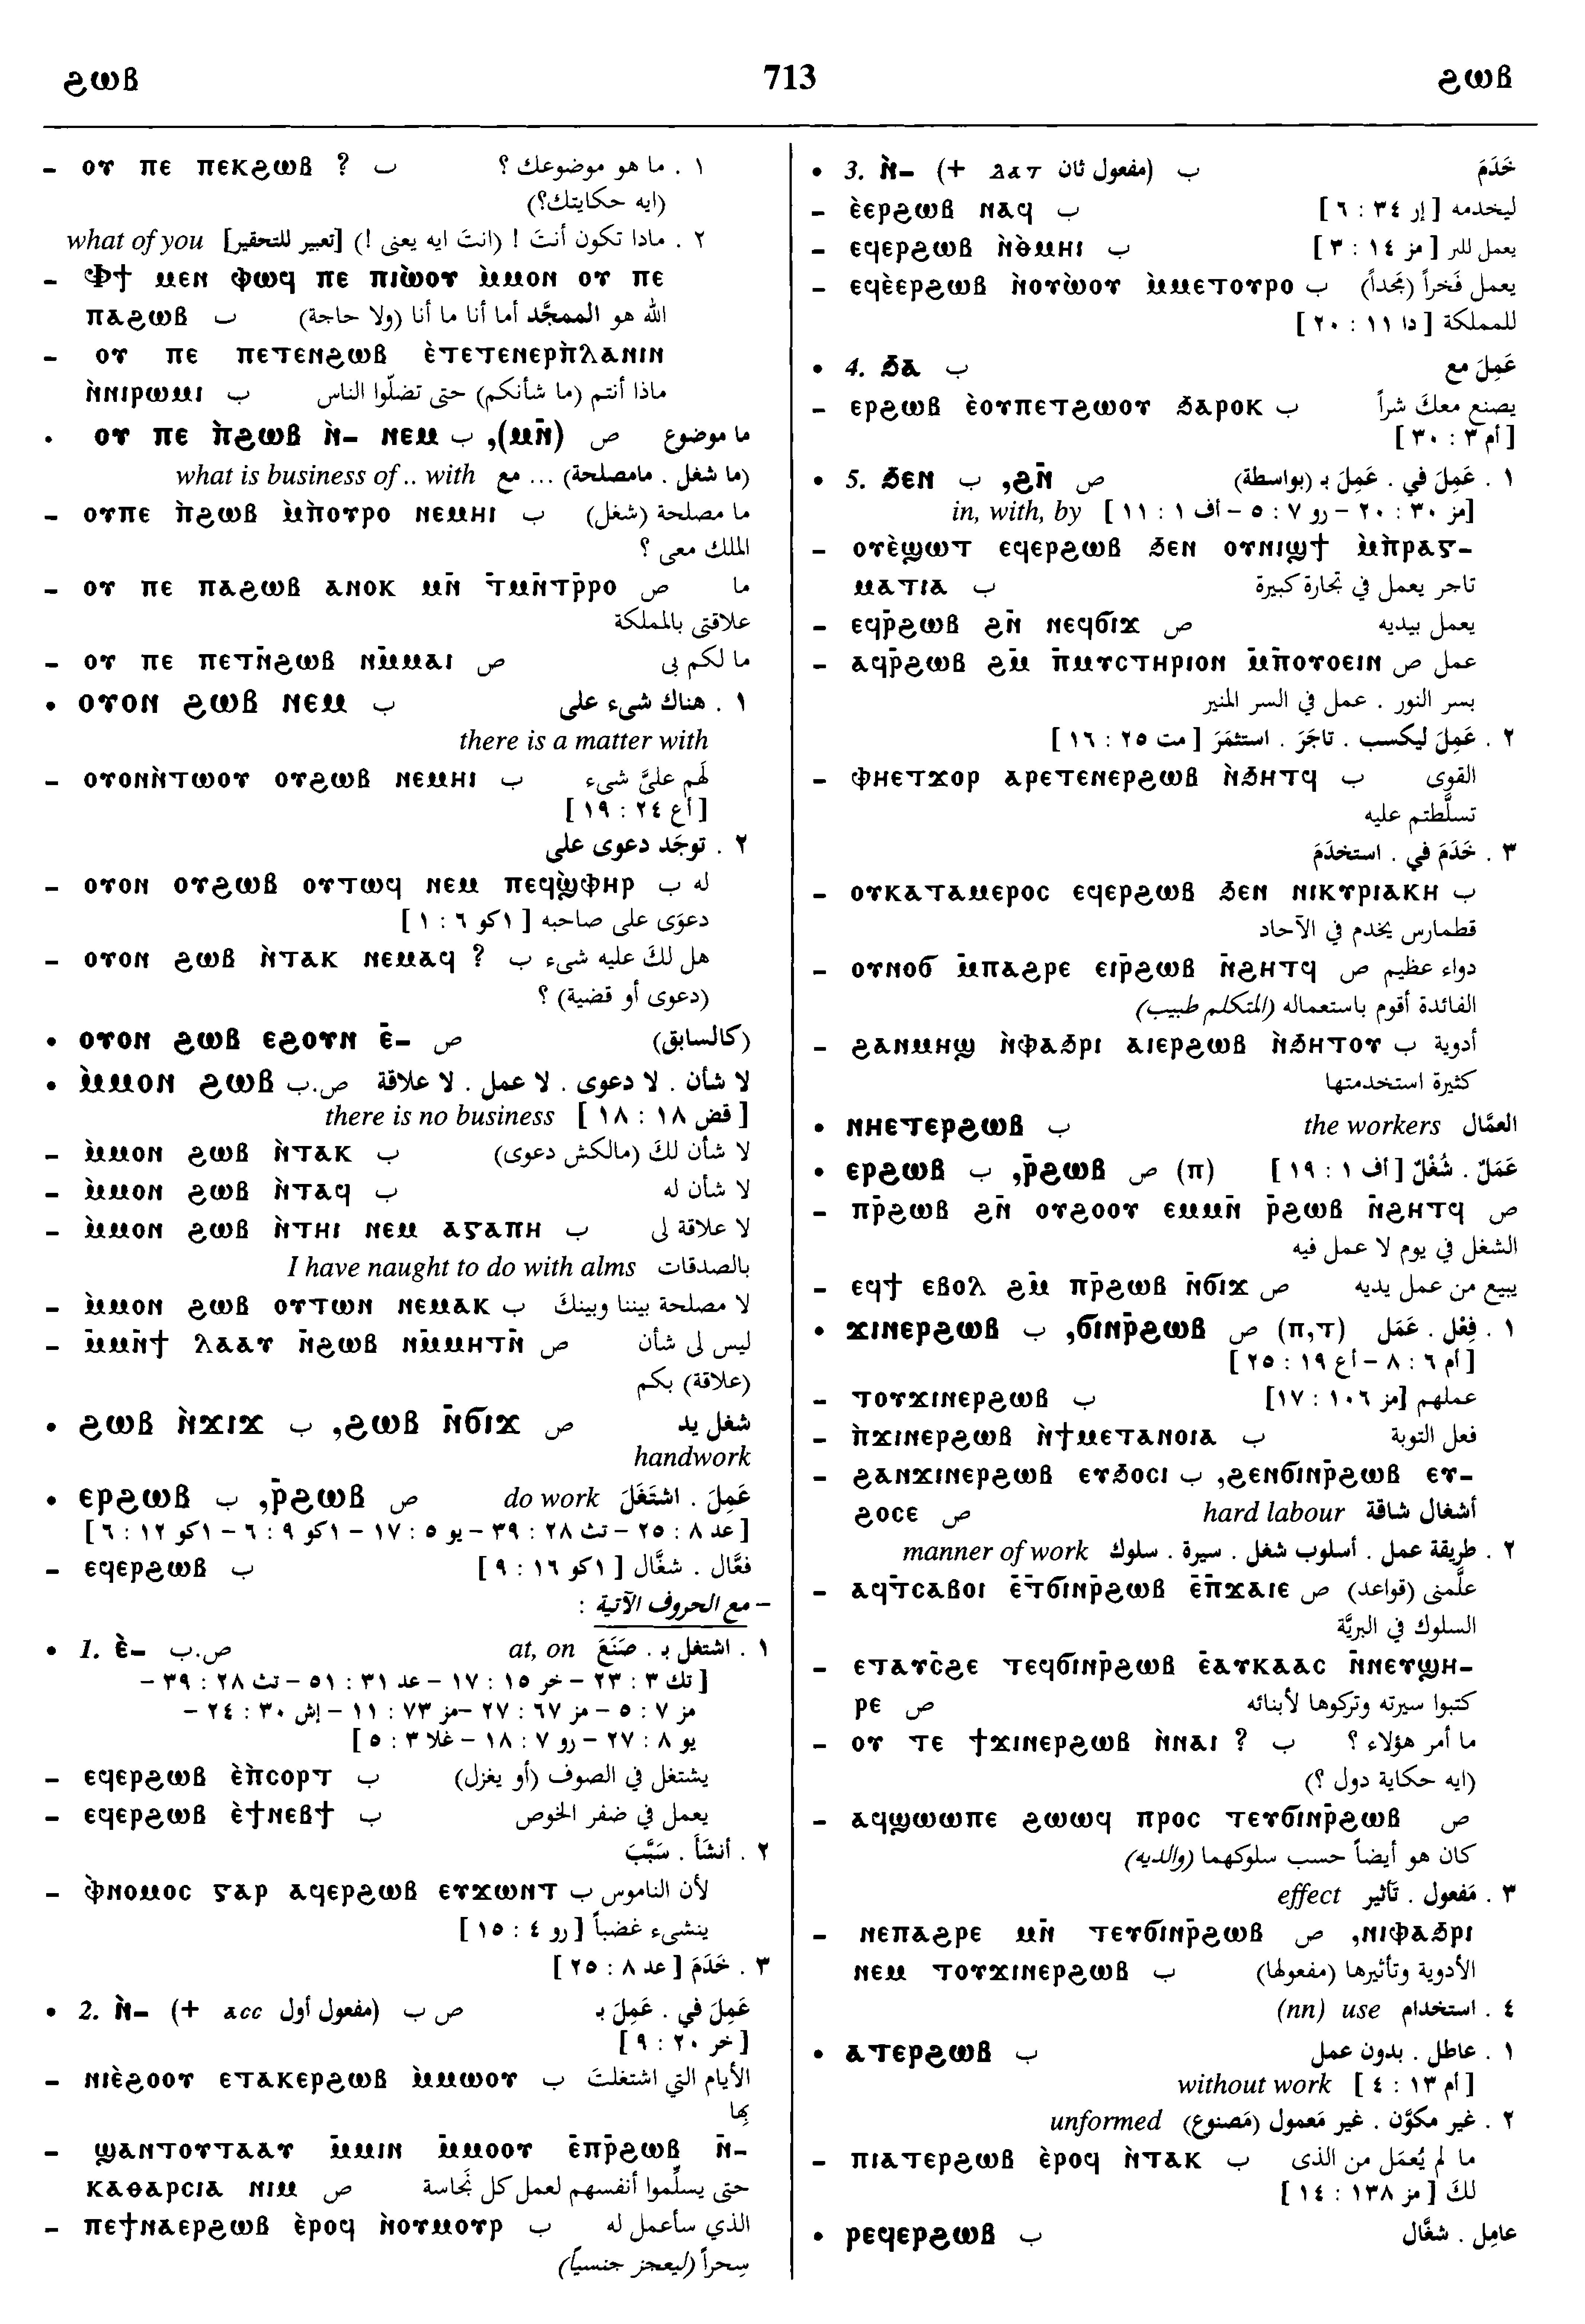 ϩⲱⲃ 713 ϩⲱⲃ
– ⲟⲩ ⲡⲉ ⲡⲉⲕϩⲱⲃ ? ب ١ . ما هو موضوعك ؟
(ايه حكايتك؟)
٢ . ماذا تكون أنتَ ! (انتَ ايه يعنى !) [تعبير للتحقير] what of you
– Ⲫϯ ⲙⲉⲛ ⲫⲱϥ ⲡⲉ ⲡⲓⲱ̀ⲟⲩ ⲙ̀ⲙⲟⲛ ⲟⲩ ⲡⲉ
ⲡⲁϩⲱⲃ ب الله هو الممجَّد أما أنا ما أنا (ولا حاجة)
– ⲟⲩ ⲡⲉ ⲡⲉⲧⲉⲛϩⲱⲃ ⲉ̀ⲧⲉⲧⲉⲛⲉⲣⲡ̀ⲗⲁⲛⲓⲛ
ⲛ̀ⲛⲓⲣⲱⲙⲓ ب ماذا أنتم (ما شأنكم) حتى تضلّوا الناس
• ⲟⲩ ⲡⲉ ⲡ̀ϩⲱⲃ ⲛ̀– ⲛⲉⲙ ب ,(ⲙⲛ̄) ص ما موضوع
(ما شغل . مامصلحة) ... مع what is business of .. with
– ⲟⲩⲡⲉ ⲡ̀ϩⲱⲃ ⲙ̀ⲡⲟⲩⲣⲟ ⲛⲉⲙⲏⲓ ب ما مصلحة (شغل)
الملك معى ؟
– ⲟⲩ ⲡⲉ ⲡⲁϩⲱⲃ ⲁⲛⲟⲕ ⲙⲛ̄ ⲧ̄ⲙⲛ̄ⲧⲣ̄ⲣⲟ ص ما
علاقتى بالمملكة
– ⲟⲩ ⲡⲉ ⲡⲉⲧⲛ̄ϩⲱⲃ ⲛⲙ̄ⲙⲁⲓ ص ما لكم بى
• ⲟⲩⲟⲛ ϩⲱⲃ ⲛⲉⲙ ب ١ . هناك شىء على
there is a matter with
– ⲟⲩⲟⲛⲛ̀ⲧⲱⲟⲩ ⲟⲩϩⲱⲃ ⲛⲉⲙⲏⲓ ب لهم علىَّ شىء
[أع ٢٤ : ١٩]
٢ . توجَد دعوى على
– ⲟⲩⲟⲛ ⲟⲩϩⲱⲃ ⲟⲩⲧⲱϥ ⲛⲉⲙ ⲡⲉϥϣ̀ⲫⲏⲣ ب له
دعوَى على صاحبه [١كو ٦ : ١]
– ⲟⲩⲟⲛ ϩⲱⲃ ⲛ̀ⲧⲁⲕ ⲛⲉⲙⲁϥ ? ب هل لكَ عليه شىء
(دعوى أو قضية) ؟
• ⲟⲩⲟⲛ ϩⲱⲃ ⲉϩⲟⲩⲛ ⲉ̄– ص (كالسابق)
• ⲙ̀ⲙⲟⲛ ϩⲱⲃ ص.ب لا شأن . لا دعوى . لا عمل . لا علاقة
[قض ١٨ : ١٨] there is no business
– ⲙ̀ⲙⲟⲛ ϩⲱⲃ ⲛ̀ⲧⲁⲕ ب لا شأن لكَ (مالكش دعوى)
– ⲙ̀ⲙⲟⲛ ϩⲱⲃ ⲛ̀ⲧⲁϥ ب لا شأن له
– ⲙ̀ⲙⲟⲛ ϩⲱⲃ ⲛ̀ⲧⲏⲓ ⲛⲉⲙ ⲁⲅⲁⲡⲏ ب لا علاقة لى
بالصدقات I have naught to do with alms
– ⲙ̀ⲙⲟⲛ ϩⲱⲃ ⲟⲩⲧⲱⲛ ⲛⲉⲙⲁⲕ ب لا مصلحة بيننا وبينكَ
– ⲙ̄ⲙⲛ̄ϯ ⲗⲁⲁⲩ ⲛ̄ϩⲱⲃ ⲛⲙ̄ⲙⲏⲧⲛ̄ ص ليس لى شأن
(علاقة) بكم
• ϩⲱⲃ ⲛ̀ϫⲓϫ ب ,ϩⲱⲃ ⲛ̄ϭⲓϫ ص شغل يد
handwork
• ⲉⲣϩⲱⲃ ب ,ⲣ̄ϩⲱⲃ ص عَمِلَ . اشتَغَلَ do work
[عد ٨ : ٢٥ – تث ٢٨ : ٣٩ – يو ٥ : ١٧ – ١كو ٩ : ٦ – ١كو ١٢ : ٦]
– ⲉϥⲉⲣϩⲱⲃ ب فعَّال . شغَّال [١كو ١٦ : ٩]
– مع الحروف الآتية :
• 1. ⲉ̀– ص.ب ١ . اشتغل بـ . صَنَعَ at, on
[تك ٣ : ٢٣ – خر ١٥ : ١٧ – عد ٣١ : ٥١ – تث ٢٨ : ٣٩ –
مز ٧ : ٥ – مز ٦٧ : ٢٧ –مز ٧٣ : ١١ – إش ٣٠ : ٢٤ –
يو ٨ : ٢٧ – رو ٧ : ١٨ – غلا ٣ : ٥]
– ⲉϥⲉⲣϩⲱⲃ ⲉ̀ⲡ̀ⲥⲟⲣⲧ ب يشتغل في الصوف (أو يغزل)
– ⲉϥⲉⲣϩⲱⲃ ⲉ̀ϯⲛⲉⲃϯ ب يعمل في ضفر الخوص
٢ . أنشَأَ . سَبَّبَ
– ⲫ̀ⲛⲟⲙⲟⲥ ⲅⲁⲣ ⲁϥⲉⲣϩⲱⲃ ⲉⲩϫⲱⲛⲧ ب لأن الناموس
ينشىء غضباً [رو ٤ : ١٥]
٣ . خَدَمَ [عد ٨ : ٢٥]
• 2. ⲛ̀– (+ acc مفعول أول) ص ب عَمِلَ في . عَمِلَ بـ
[خر ٢٠ : ٩]
– ⲛⲓⲉ̀ϩⲟⲟⲩ ⲉⲧⲁⲕⲉⲣϩⲱⲃ ⲙ̀ⲙⲱⲟⲩ ب الأيام التي اشتغلتَ
بها
– ϣⲁⲛⲧⲟⲩⲧⲁⲁⲩ ⲙ̄ⲙⲓⲛ ⲙ̄ⲙⲟⲟⲩ ⲉ̄ⲡⲣ̄ϩⲱⲃ ⲛ̄–
ⲕⲁⲑⲁⲣⲥⲓⲁ ⲛⲓⲙ ص حتى يسلِّموا أنفسهم لعمل كل نجاسة
– ⲡⲉϯⲛⲁⲉⲣϩⲱⲃ ⲉ̀ⲣⲟϥ ⲛ̀ⲟⲩⲙⲟⲩⲣ ب الذي سأعمل له
سِحراً (ليعجز جنسياً)
• 3. ⲛ̀– (+ ⲇⲁⲧ مفعول ثان) ب خَدَمَ
– ⲉ̀ⲉⲣϩⲱⲃ ⲛⲁϥ ب ليخدمه [إر ٣٤ : ٦]
– ⲉϥⲉⲣϩⲱⲃ ⲛ̀ⲑⲙⲏⲓ ب يعمل للبر [مز ١٤ : ٣]
– ⲉϥⲉ̀ⲉⲣϩⲱⲃ ⲛ̀ⲟⲩⲱ̀ⲟⲩ ⲙ̀ⲙⲉⲧⲟⲩⲣⲟ ب يعمل فَخراً (مجداً)
للمملكة [دا ١١ : ٢٠]
• 4. ϧⲁ ب عَمِلَ مع
– ⲉⲣϩⲱⲃ ⲉ̀ⲟⲩⲡⲉⲧϩⲱⲟⲩ ϧⲁⲣⲟⲕ ب يصنع معكَ شراً
[أم ٣ : ٣٠]
• 5. ϧⲉⲛ ب ,ϩⲛ̄ ص ١ . عَمِلَ في . عَمِلَ بـ (بواسطة)
[مز ٣٠ : ٢٠ – رو ٧ : ٥ – أف ١ : ١١] in, with, by
– ⲟⲩⲉ̀ϣⲱⲧ ⲉϥⲉⲣϩⲱⲃ ϧⲉⲛ ⲟⲩⲛⲓϣϯ ⲙ̀ⲡ̀ⲣⲁⲅ–
ⲙⲁⲧⲓⲁ ب تاجر يعمل في تجارة كبيرة
– ⲉϥⲣ̄ϩⲱⲃ ϩⲛ̄ ⲛⲉϥϭⲓϫ ص يعمل بيديه
– ⲁϥⲣ̄ϩⲱⲃ ϩⲙ̄ ⲡ̄ⲙⲩⲥⲧⲏⲣⲓⲟⲛ ⲙ̄ⲡⲟⲩⲟⲉⲓⲛ ص عمل
بسر النور . عمل في السر المنير
٢ . عَمِلَ ليكسب . تاجَرَ . استثمَرَ [مت ٢٥ : ١٦]
– ⲫⲏⲉⲧϫⲟⲣ ⲁⲣⲉⲧⲉⲛⲉⲣϩⲱⲃ ⲛ̀ϧⲏⲧϥ ب القوى
تسلَّطتم عليه
٣ . خَدَمَ في . استخدَمَ
– ⲟⲩⲕⲁⲧⲁⲙⲉⲣⲟⲥ ⲉϥⲉⲣϩⲱⲃ ϧⲉⲛ ⲛⲓⲕⲩⲣⲓⲁⲕⲏ ب
قطمارس يخدم في الآحاد
– ⲟⲩⲛⲟϭ ⲙ̄ⲡⲁϩⲣⲉ ⲉⲓⲣ̄ϩⲱⲃ ⲛ̄ϩⲏⲧϥ ص دواء عظيم
الفائدة أقوم باستعماله (المتكلم طبيب)
– ϩⲁⲛⲙⲏϣ ⲛ̀ⲫⲁϧⲣⲓ ⲁⲓⲉⲣϩⲱⲃ ⲛ̀ϧⲏⲧⲟⲩ ب أدوية
كثيرة استخدمتها
• ⲛⲏⲉⲧⲉⲣϩⲱⲃ ب العمَّال the workers
• ⲉⲣϩⲱⲃ ب ,ⲣ̄ϩⲱⲃ ص (ⲡ) عَمَلٌ . شُغْلٌ [أف ١ : ١٩]
– ⲡⲣ̄ϩⲱⲃ ϩⲛ̄ ⲟⲩϩⲟⲟⲩ ⲉⲙⲙⲛ̄ ⲣ̄ϩⲱⲃ ⲛ̄ϩⲏⲧϥ ص
الشغل في يوم لا عمل فيه
– ⲉϥϯ ⲉⲃⲟⲗ ϩⲙ̄ ⲡⲣ̄ϩⲱⲃ ⲛ̄ϭⲓϫ ص يبيع من عمل يديه
• ϫⲓⲛⲉⲣϩⲱⲃ ب ,ϭⲓⲛⲣ̄ϩⲱⲃ ص (ⲡ,ⲧ) ١ . فِعْل . عَمَل
[أم ٦ : ٨ – أع ١٩ : ٢٥]
– ⲧⲟⲩϫⲓⲛⲉⲣϩⲱⲃ ب عملهم [مز ١٠٦ : ١٧]
– ⲡ̀ϫⲓⲛⲉⲣϩⲱⲃ ⲛ̀ϯⲙⲉⲧⲁⲛⲟⲓⲁ ب فعل التوبة
– ϩⲁⲛϫⲓⲛⲉⲣϩⲱⲃ ⲉⲩϧⲟⲥⲓ ب ,ϩⲉⲛϭⲓⲛⲣ̄ϩⲱⲃ ⲉⲩ–
ϩⲟⲥⲉ ص أشغال شاقة hard labour
٢ . طريقة عمل . أسلوب شغل . سيرة . سلوك manner of work
– ⲁϥⲧ̄ⲥⲁⲃⲟⲓ ⲉ̄ⲧϭⲓⲛⲣ̄ϩⲱⲃ ⲉ̄ⲡϫⲁⲓⲉ ص علَّمنى (قواعد)
السلوك في البريَّة
– ⲉⲧⲁⲩⲥ̄ϩⲉ ⲧⲉϥϭⲓⲛⲣ̄ϩⲱⲃ ⲉ̄ⲁⲩⲕⲁⲁⲥ ⲛ̄ⲛⲉⲩϣⲏ–
ⲣⲉ ص كتبوا سيرته وتركوها لأبنائه
– ⲟⲩ ⲧⲉ ϯϫⲓⲛⲉⲣϩⲱⲃ ⲛ̀ⲛⲁⲓ ? ب ما أمر هؤلاء ؟
(ايه حكاية دول ؟)
– ⲁϥϣⲱⲱⲡⲉ ϩⲱⲱϥ ⲡⲣⲟⲥ ⲧⲉⲩϭⲓⲛⲣ̄ϩⲱⲃ ص
كان هو أيضاً حسب سلوكهما (والديه)
٣ . مَفعول . تَأثير effect
– ⲛⲉⲡⲁϩⲣⲉ ⲙⲛ̄ ⲧⲉⲩϭⲓⲛⲣ̄ϩⲱⲃ ص ,ⲛⲓⲫⲁϧⲣⲓ
ⲛⲉⲙ ⲧⲟⲩϫⲓⲛⲉⲣϩⲱⲃ ب الأدوية وتأثيرها (مفعولها)
٤ . استخدام (nn) use
• ⲁⲧⲉⲣϩⲱⲃ ب ١ . عاطل . بدون عمل
[أم ١٣ : ٤] without work
٢ . غير مكوَّن . غير مَعمول (مَصنوع) unformed
– ⲡⲓⲁⲧⲉⲣϩⲱⲃ ⲉ̀ⲣⲟϥ ⲛ̀ⲧⲁⲕ ب ما لم يُعمَل من الذى
لكَ [مز ١٣٨ : ١٤]
• ⲣⲉϥⲉⲣϩⲱⲃ ب عامِل . شغَّال